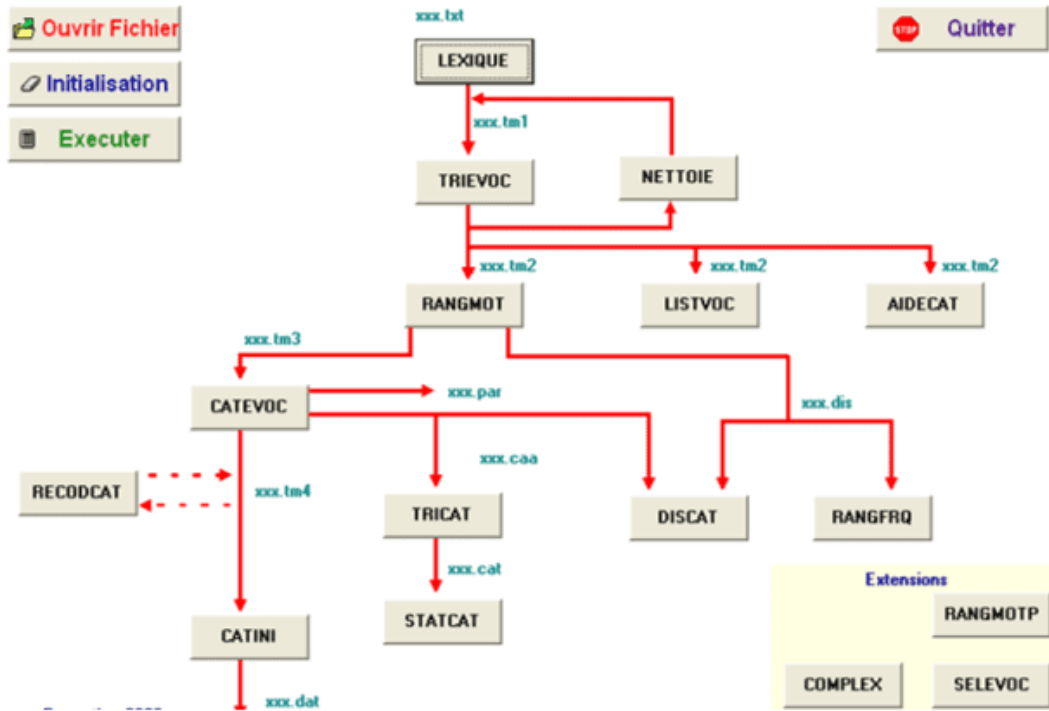 xxx.txt
Ouvrir Fichier
STOP Quitter
LEXIQUE
Initialisation
xxx.tm1
Executer
TRIEVOC
NETTOIE
xxx.tm2
xxx.tm2
xxx.tm2
RANGMOT
LISTVOC
AIDECAT
xxx.tm3
CATEVOC
xxx.par
xxx.dis
xxx.caa
RECODCAT
xxx.tm4
TRICAT
DISCAT
RANGFRQ
xxx.cat
Extensions
STATCAT
RANGMOTP
CATINI
COMPLEX
SELEVOC
xxx.dat